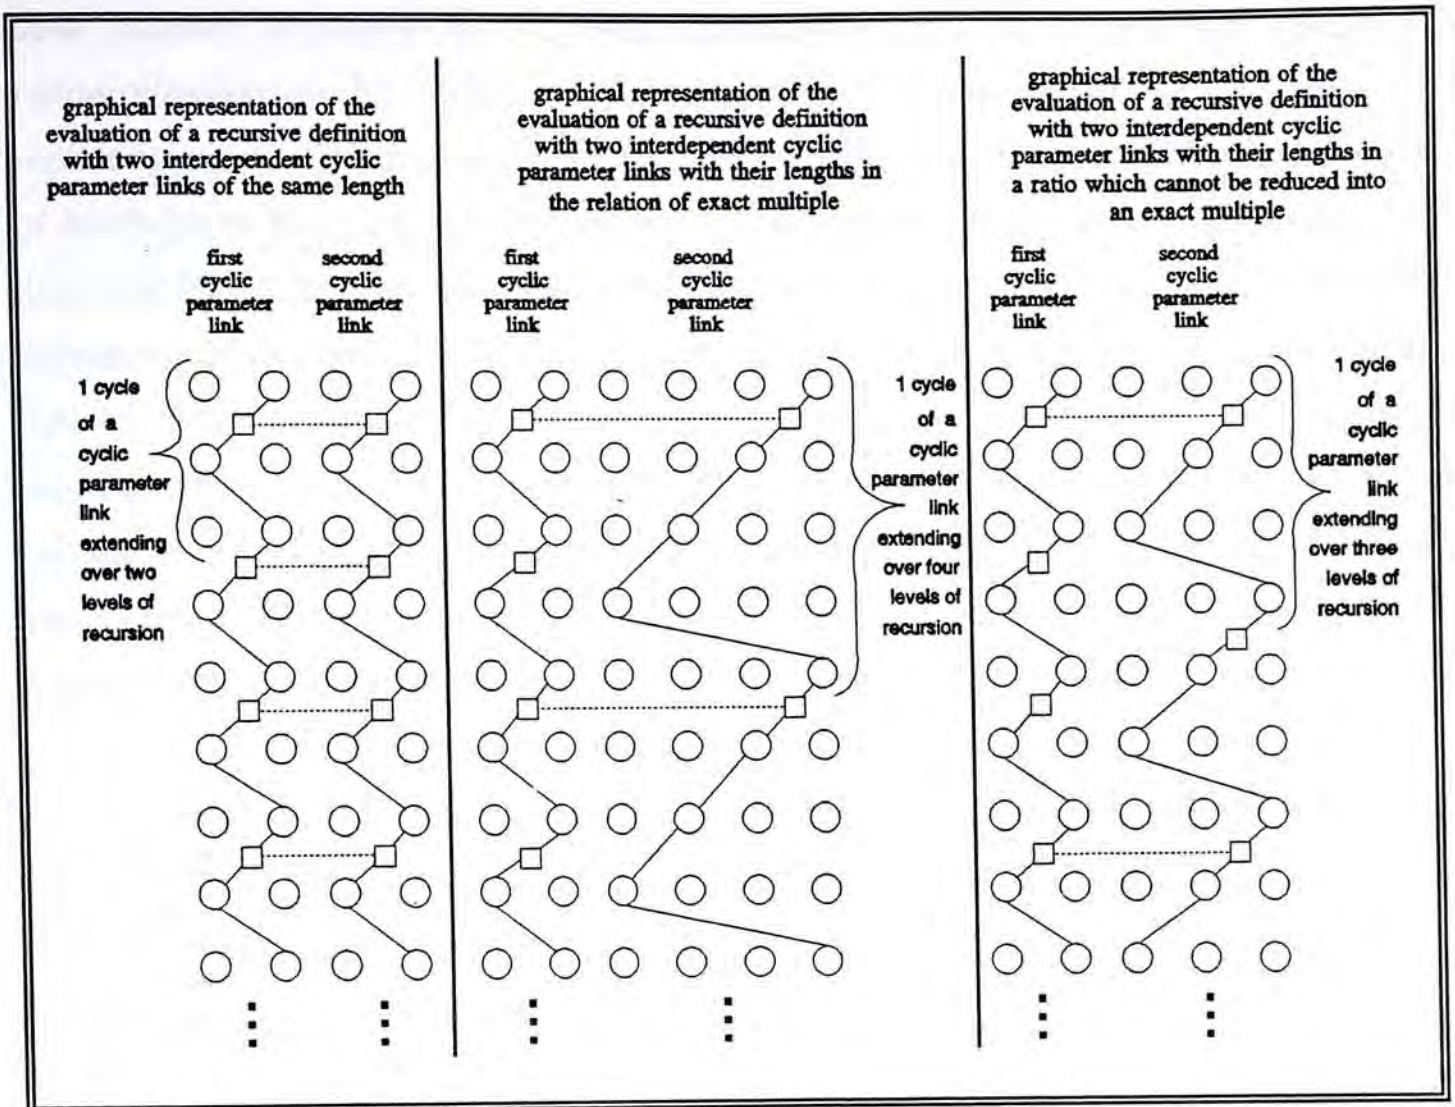 graphical representation of the
evaluation of a recursive definition
with two interdependent cyclic
parameter links of the same length
first
cyclic
parameter
link
second
cyclic
parameter
link
1 cycle
of a
cyclic
parameter
link
extending
over two
levels of
recursion
graphical representation of the
evaluation of a recursive definition
with two interdependent cyclic
parameter links with their lengths in
the relation of exact multiple
first
cyclic
parameter
link
second
cyclic
parameter
link
1 cycle
of a
cyclic
parameter
link
extending
over four
levels of
recursion
graphical representation of the
evaluation of a recursive definition
with two interdependent cyclic
parameter links with their lengths in
a ratio which cannot be reduced into
an exact multiple
first
cyclic
parameter
link
second
cyclic
parameter
link
1 cycle
of a
cyclic
parameter
link
extending
over three
levels of
recursion